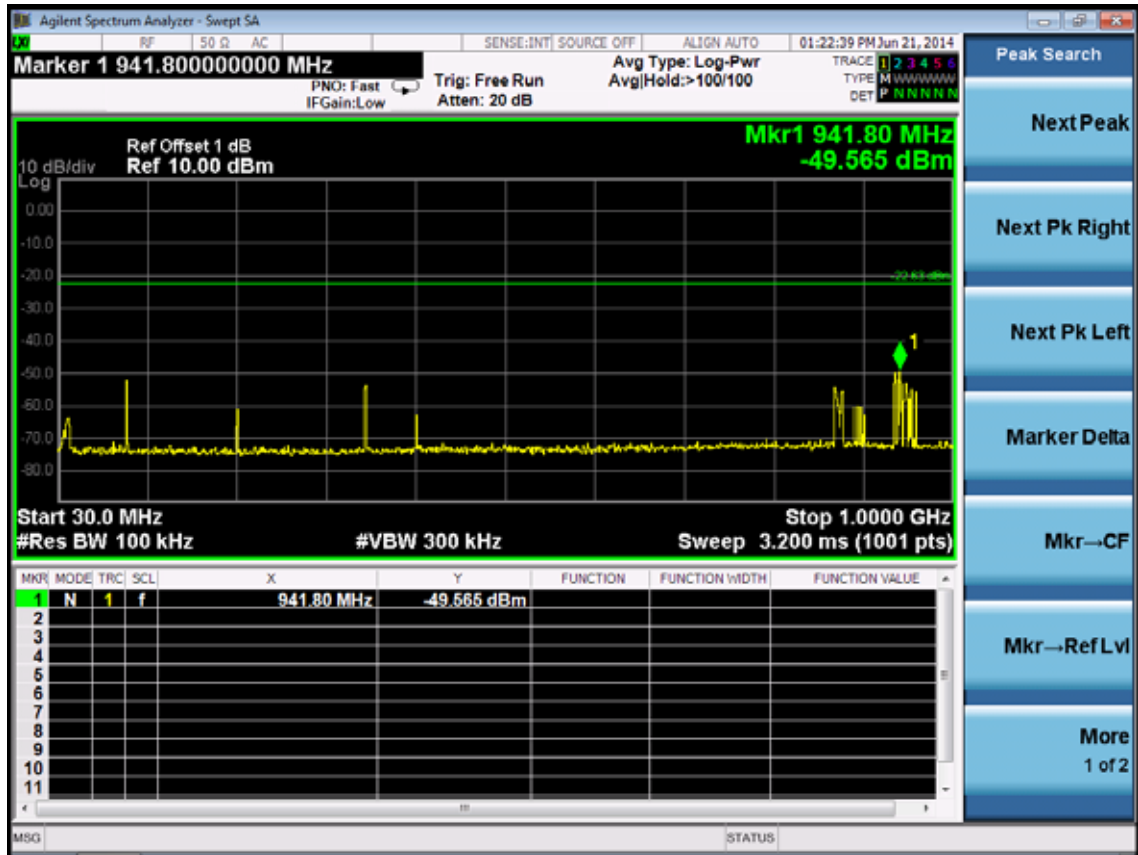 Agilent Spectrum Analyzer - Swept SA
LXI RF 50 Ω AC SENSE:INT SOURCE OFF ALIGN AUTO 01:22:39 PM Jun 21, 2014
Marker 1 941.800000000 MHz
PNO: Fast
IFGain:Low
Trig: Free Run
Atten: 20 dB
Avg Type: Log-Pwr
Avg|Hold:>100/100
TRACE 1 2 3 4 5 6
TYPE M WWWWW
DET P N N N N N
Mkr1 941.80 MHz
-49.565 dBm
Ref Offset 1 dB
10 dB/div Ref 10.00 dBm
Log
0.00
-10.0
-20.0
-22.63 dBm
-30.0
-40.0
1
-50.0
-60.0
-70.0
-80.0
Start 30.0 MHz Stop 1.0000 GHz
#Res BW 100 kHz #VBW 300 kHz Sweep 3.200 ms (1001 pts)
MKR MODE TRC SCL X Y FUNCTION FUNCTION WIDTH FUNCTION VALUE
1 N 1 f 941.80 MHz -49.565 dBm
2
3
4
5
6
7
8
9
10
11
MSG STATUS
Peak Search
Next Peak
Next Pk Right
Next Pk Left
Marker Delta
Mkr→CF
Mkr→Ref Lvl
More
1 of 2